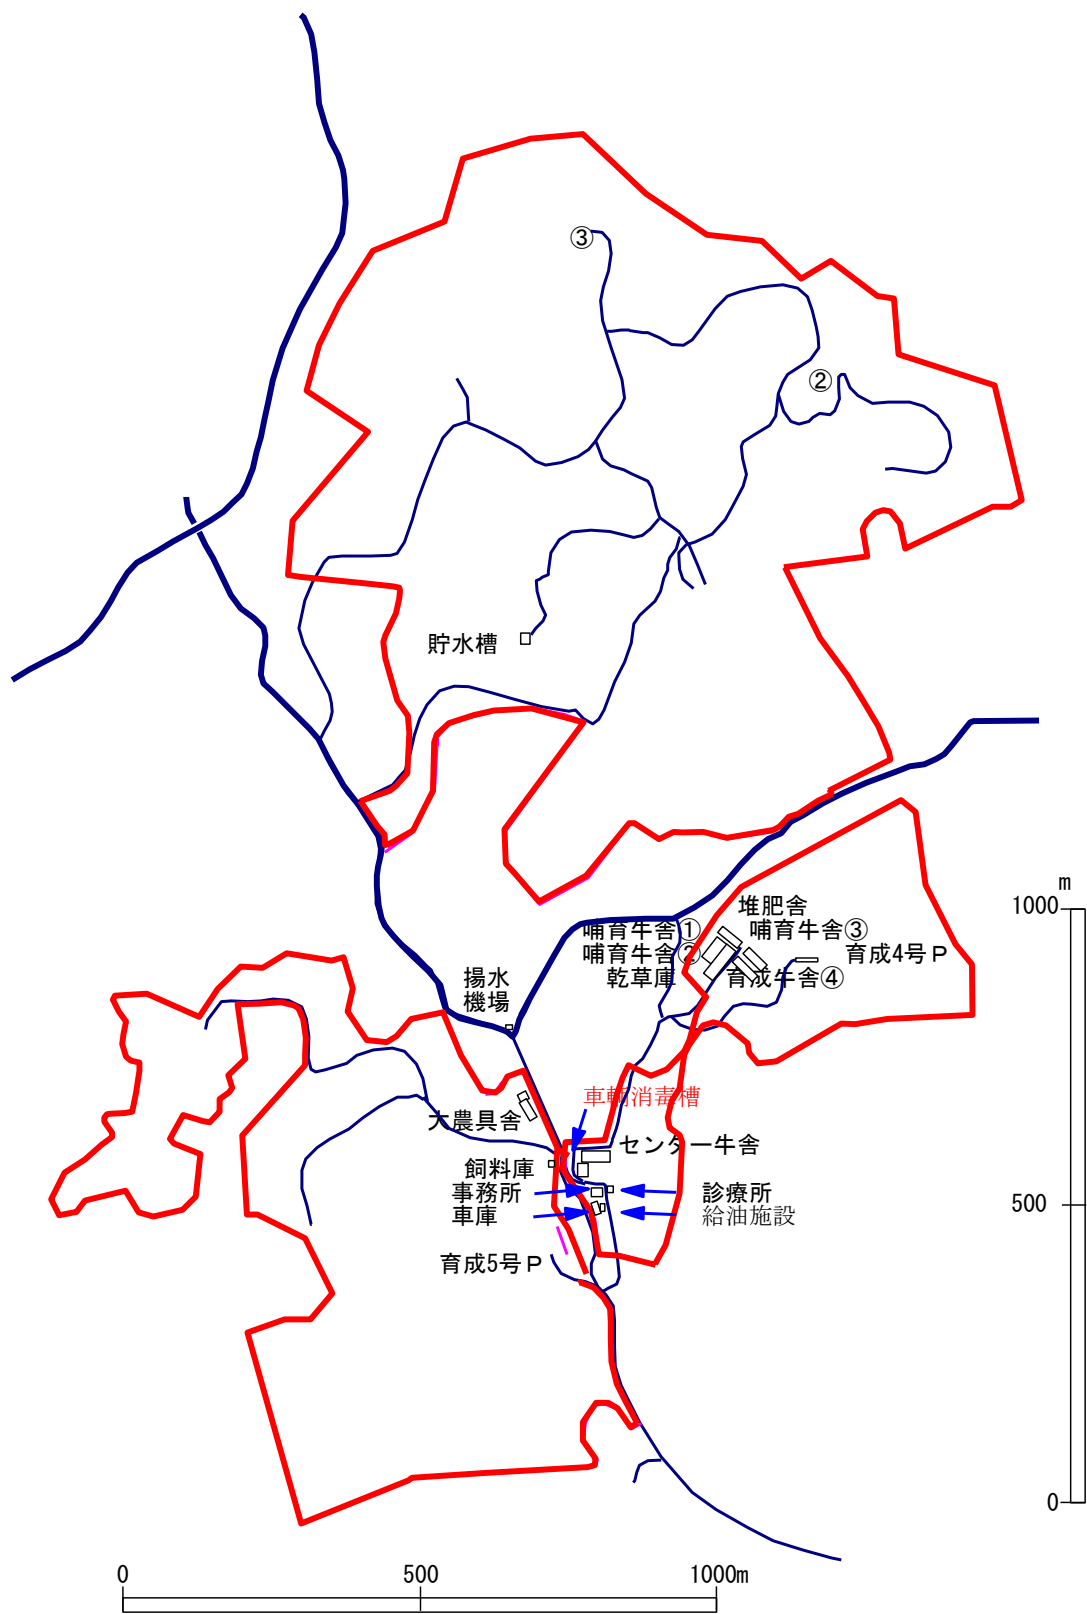 ③
②
貯水槽
m
1000
堆肥舎
哺育牛舎①
哺育牛舎③
哺育牛舎②
育成4号P
乾草庫
育成牛舎④
揚水
機場
車輌消毒槽
大農具舎
センター牛舎
飼料庫
事務所
診療所
車庫
給油施設
500
育成5号P
0
0
500
1000m